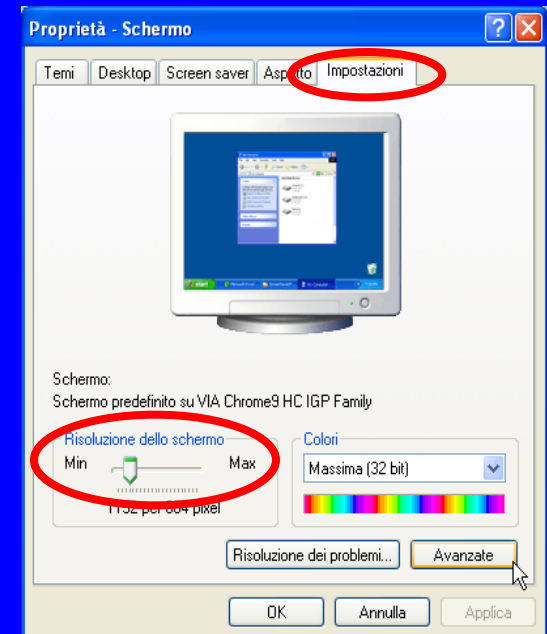 Proprietà - Schermo
Temi Desktop Screen saver Aspetto Impostazioni
Schermo:
Schermo predefinito su VIA Chrome9 HC IGP Family
Risoluzione dello schermo
Min Max
1152 per 864 pixel
Colori
Massima (32 bit)
Risoluzione dei problemi... Avanzate
OK Annulla Applica